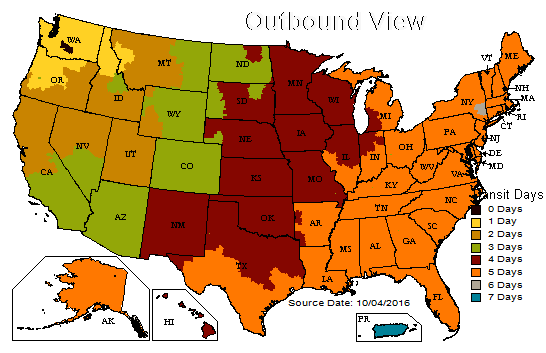 Outbound View
WA
MT
ND
MN
VT
ME
OR
ID
SD
WI
NY
NH
MA
WY
MI
RI
CT
NV
NE
IA
PA
NJ
UT
IL
IN
OH
DE
CA
CO
KS
MO
WV
VA
MD
KY
AZ
NM
OK
AR
TN
NC
TX
MS
AL
GA
SC
LA
FL
AK
HI
PR
nsit Days
0 Days
1 Day
2 Days
3 Days
4 Days
5 Days
6 Days
7 Days
Source Date: 10/04/2016